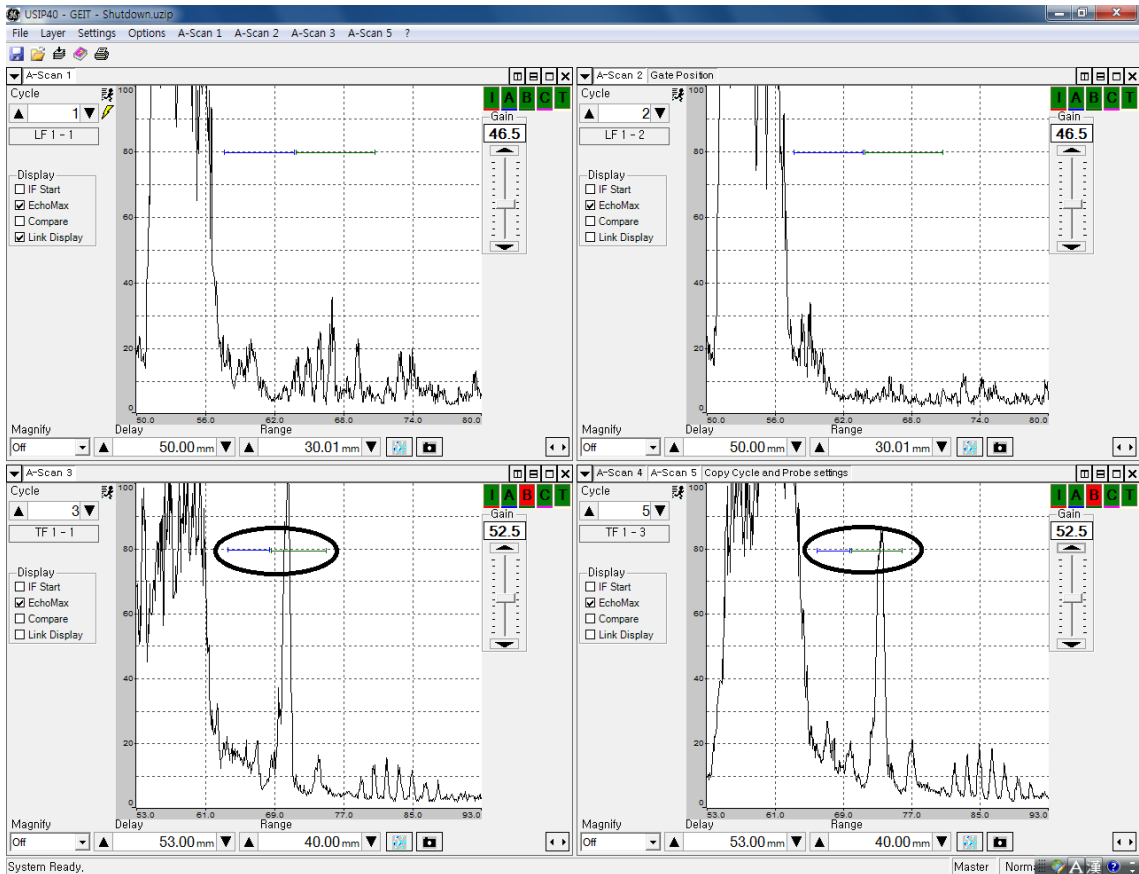 USIP40 - GEIT - Shutdown.uzip
File Layer Settings Options A-Scan 1 A-Scan 2 A-Scan 3 A-Scan 5 ?
A-Scan 1
Cycle
1
LF 1 - 1
Display
IF Start
EchoMax
Compare
Link Display
100
80
60
40
20
0
50.0 56.0 62.0 68.0 74.0 80.0
I A B C T
Gain
46.5
Magnify Delay Range
Off 50.00 mm 30.01 mm
A-Scan 2 Gate Position
Cycle
2
LF 1 - 2
Display
IF Start
EchoMax
Compare
Link Display
100
80
60
40
20
0
50.0 56.0 62.0 68.0 74.0 80.0
I A B C T
Gain
46.5
Magnify Delay Range
Off 50.00 mm 30.01 mm
A-Scan 3
Cycle
3
TF 1 - 1
Display
IF Start
EchoMax
Compare
Link Display
100
80
60
40
20
0
53.0 61.0 69.0 77.0 85.0 93.0
I A B C T
Gain
52.5
Magnify Delay Range
Off 53.00 mm 40.00 mm
A-Scan 4 A-Scan 5 Copy Cycle and Probe settings
Cycle
5
TF 1 - 3
Display
IF Start
EchoMax
Compare
Link Display
100
80
60
40
20
0
53.0 61.0 69.0 77.0 85.0 93.0
I A B C T
Gain
52.5
Magnify Delay Range
Off 53.00 mm 40.00 mm
System Ready, Master A 漢 ?